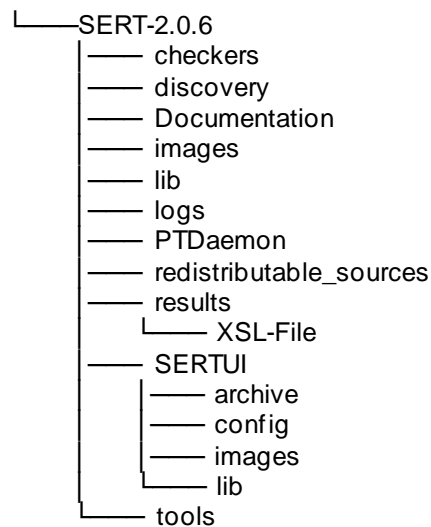 SERT-2.0.6
checkers
discovery
Documentation
images
lib
logs
PTDaemon
redistributable_sources
results
XSL-File
SERTUI
archive
config
images
lib
tools